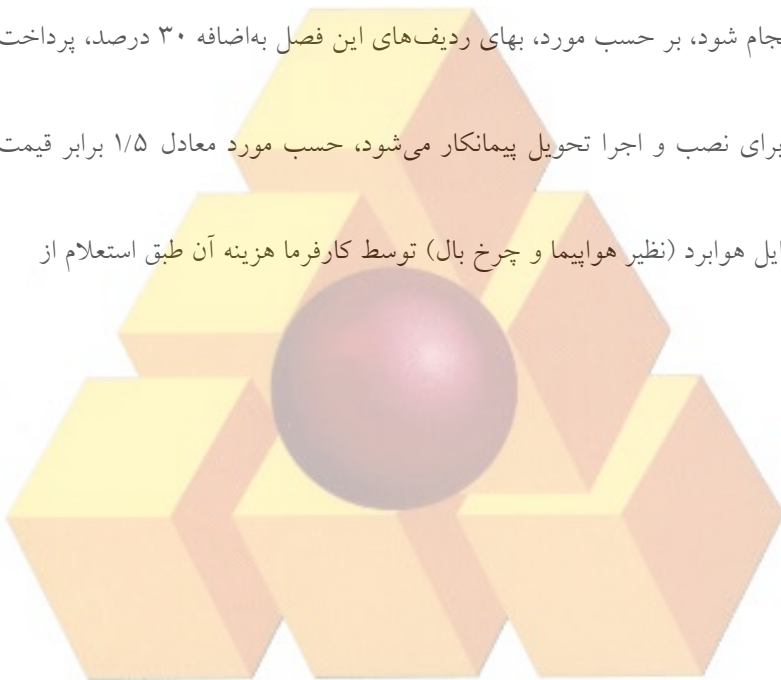 جام شود، بر حسب مورد، بهای ردیف‌های این فصل به‌اضافه ۳۰ درصد، پرداخت
برای نصب و اجرا تحویل پیمانکار می‌شود، حسب مورد معادل ۱/۵ برابر قیمت
ایل هوابرد (نظیر هواپیما و چرخ بال) توسط کارفرما هزینه آن طبق استعلام از